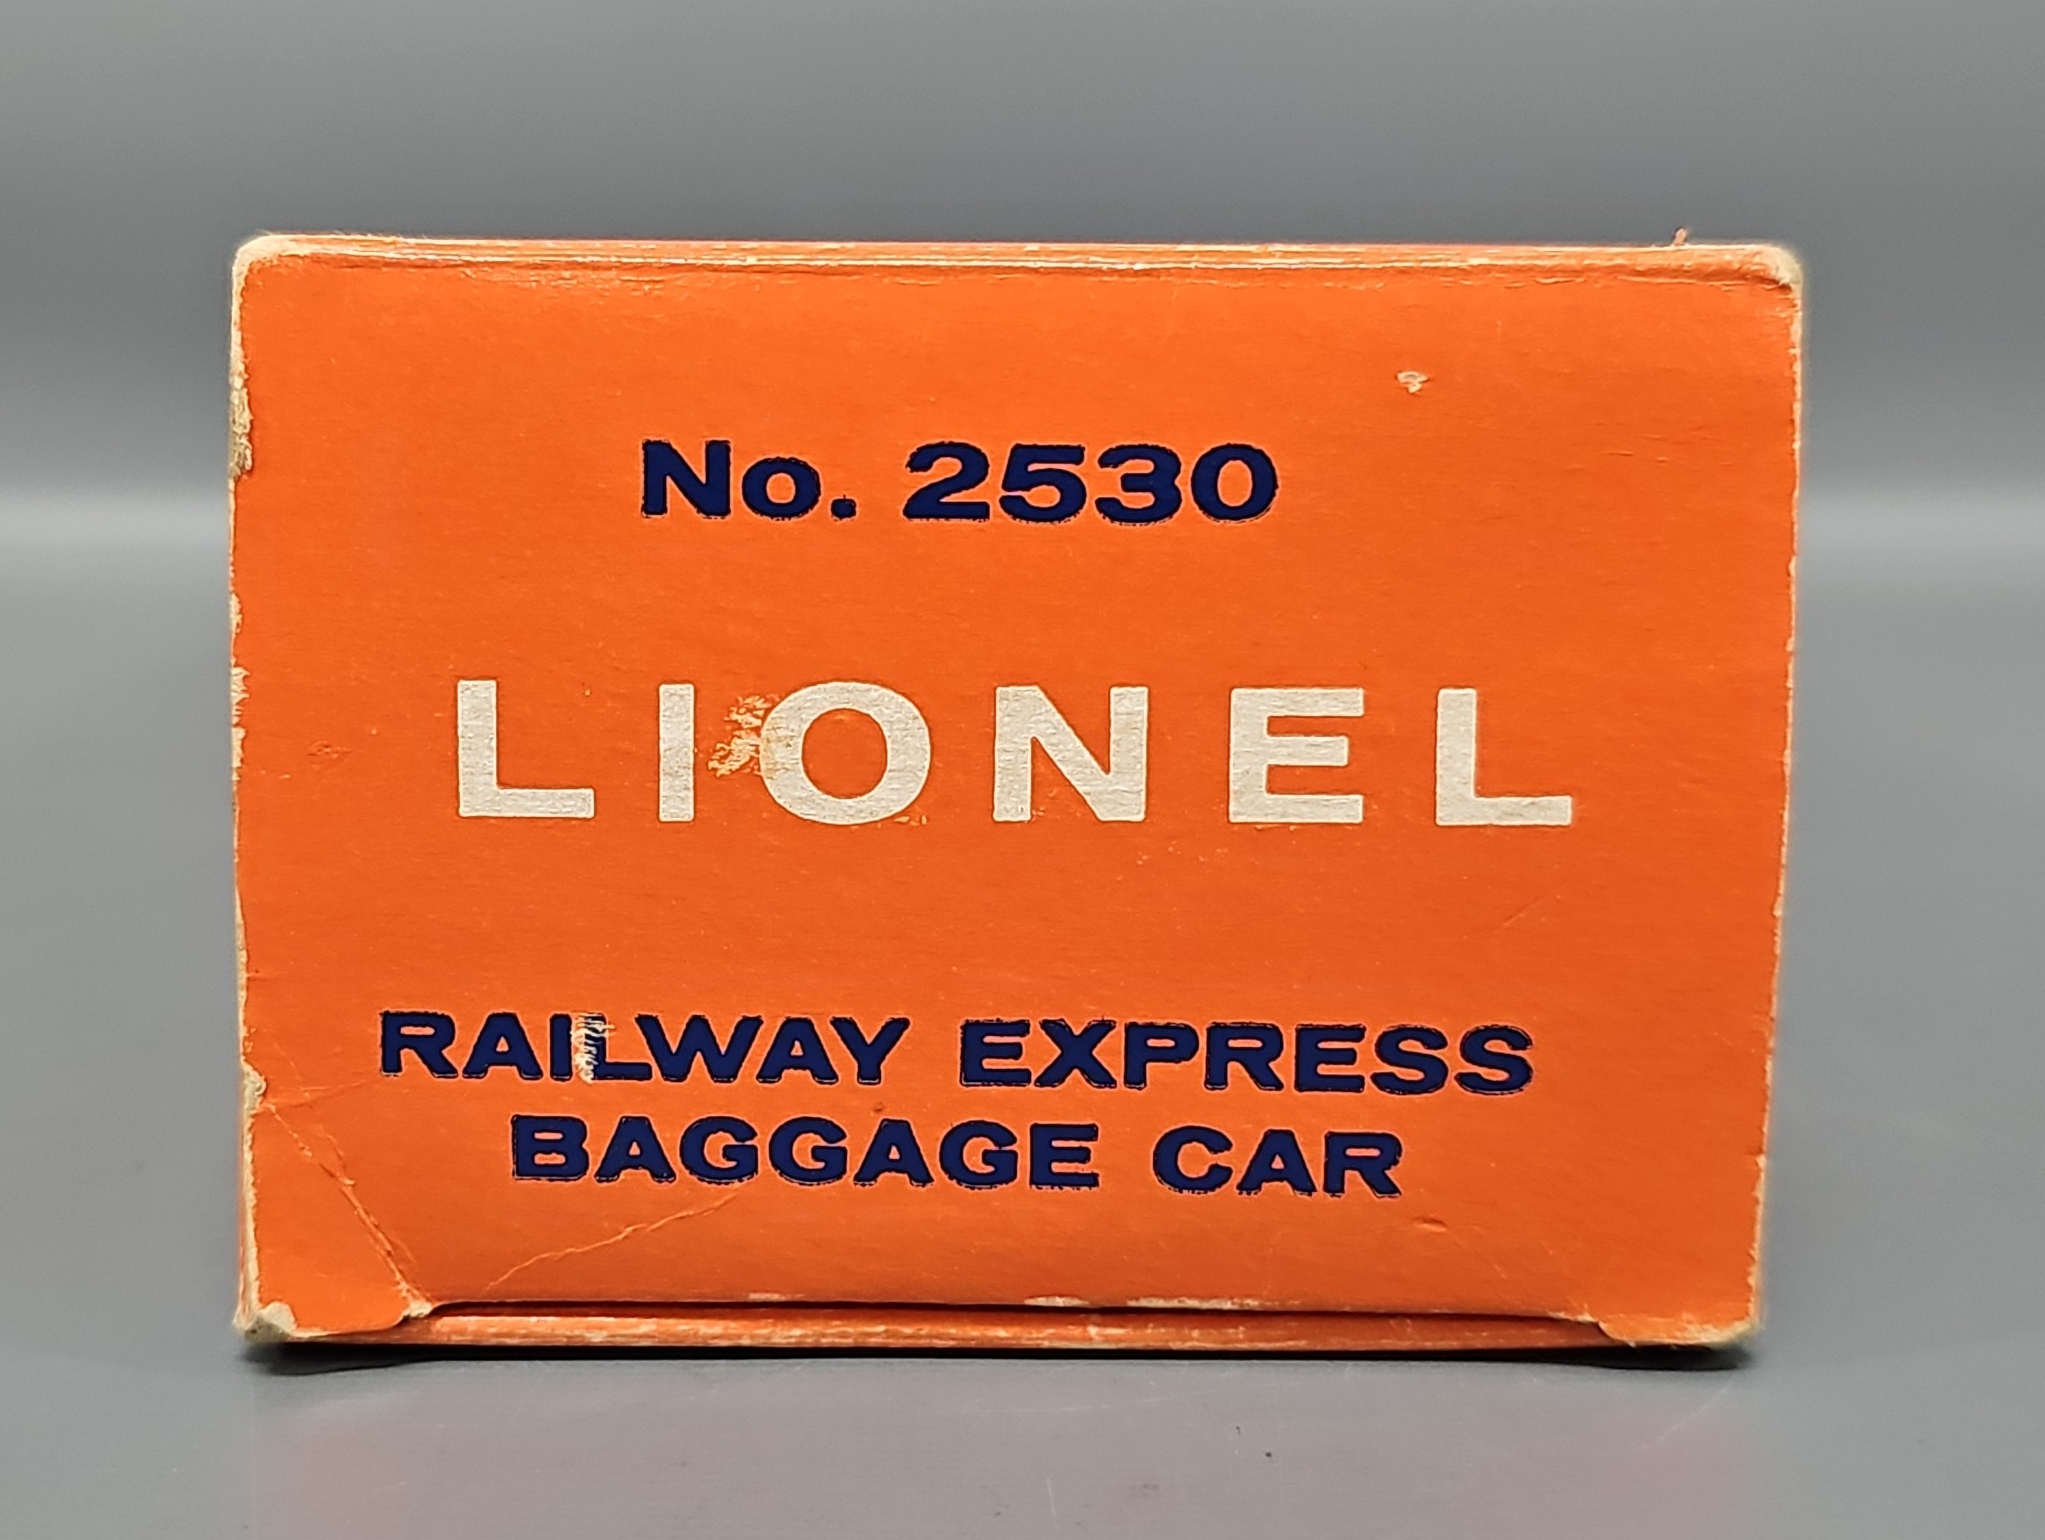 No. 2530
LIONEL
RAILWAY EXPRESS
BAGGAGE CAR